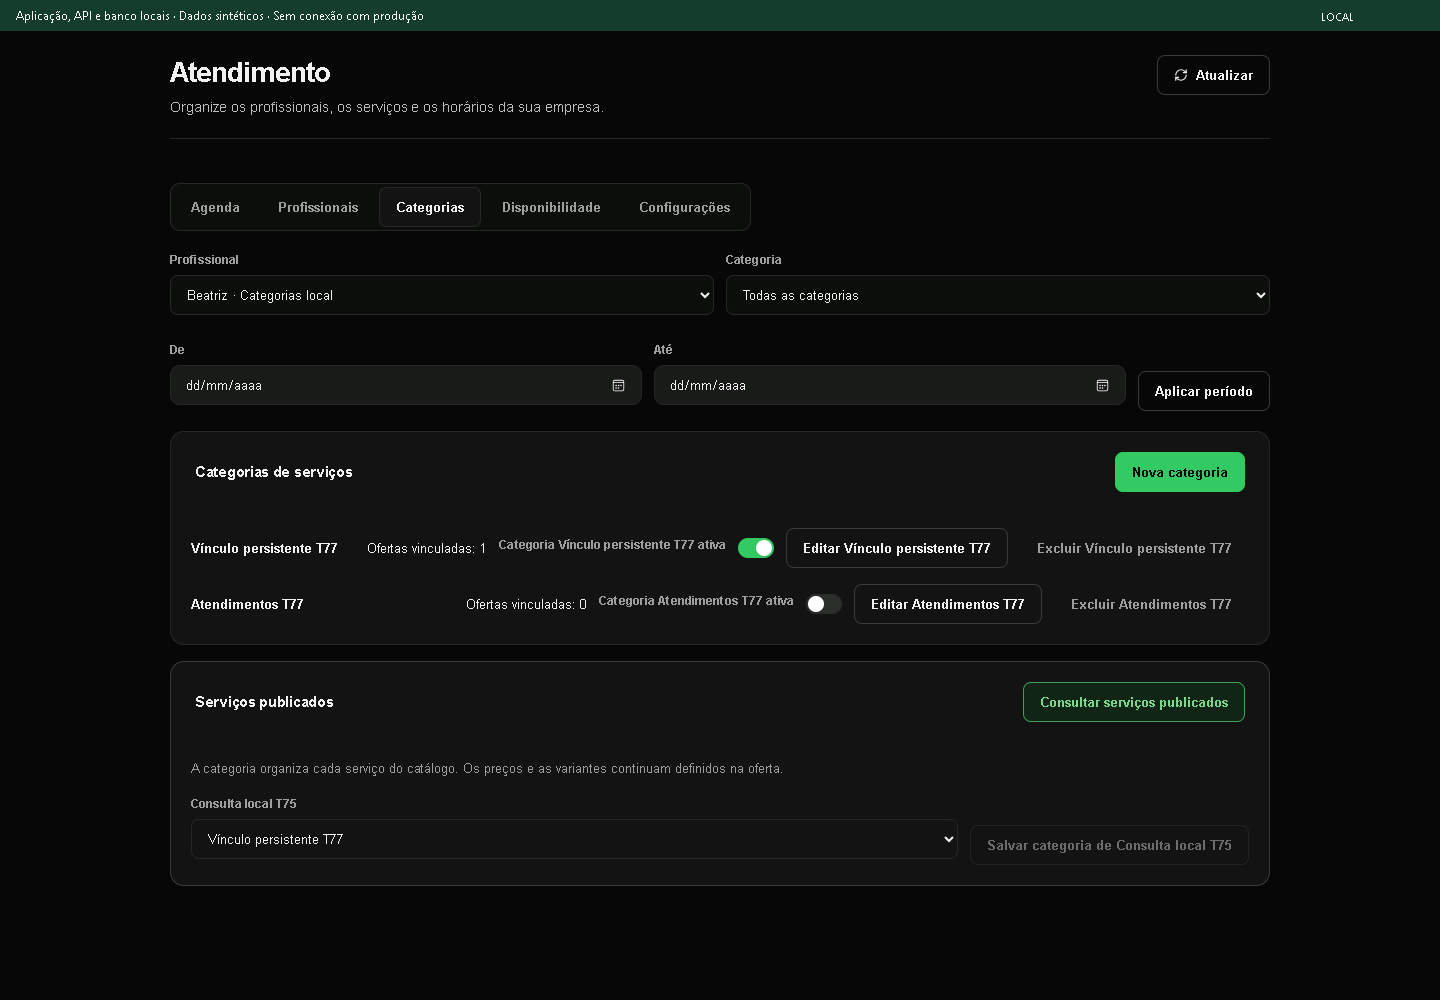 Aplicação, API e banco locais · Dados sintéticos · Sem conexão com produção
LOCAL
Atendimento
Atualizar
Organize os profissionais, os serviços e os horários da sua empresa.
Agenda
Profissionais
Categorias
Disponibilidade
Configurações
Profissional
Categoria
Beatriz · Categorias local
Todas as categorias
De
Até
dd/mm/aaaa
dd/mm/aaaa
Aplicar período
Categorias de serviços
Nova categoria
Vínculo persistente T77
Ofertas vinculadas: 1
Categoria Vínculo persistente T77 ativa
Editar Vínculo persistente T77
Excluir Vínculo persistente T77
Atendimentos T77
Ofertas vinculadas: 0
Categoria Atendimentos T77 ativa
Editar Atendimentos T77
Excluir Atendimentos T77
Serviços publicados
Consultar serviços publicados
A categoria organiza cada serviço do catálogo. Os preços e as variantes continuam definidos na oferta.
Consulta local T75
Vínculo persistente T77
Salvar categoria de Consulta local T75